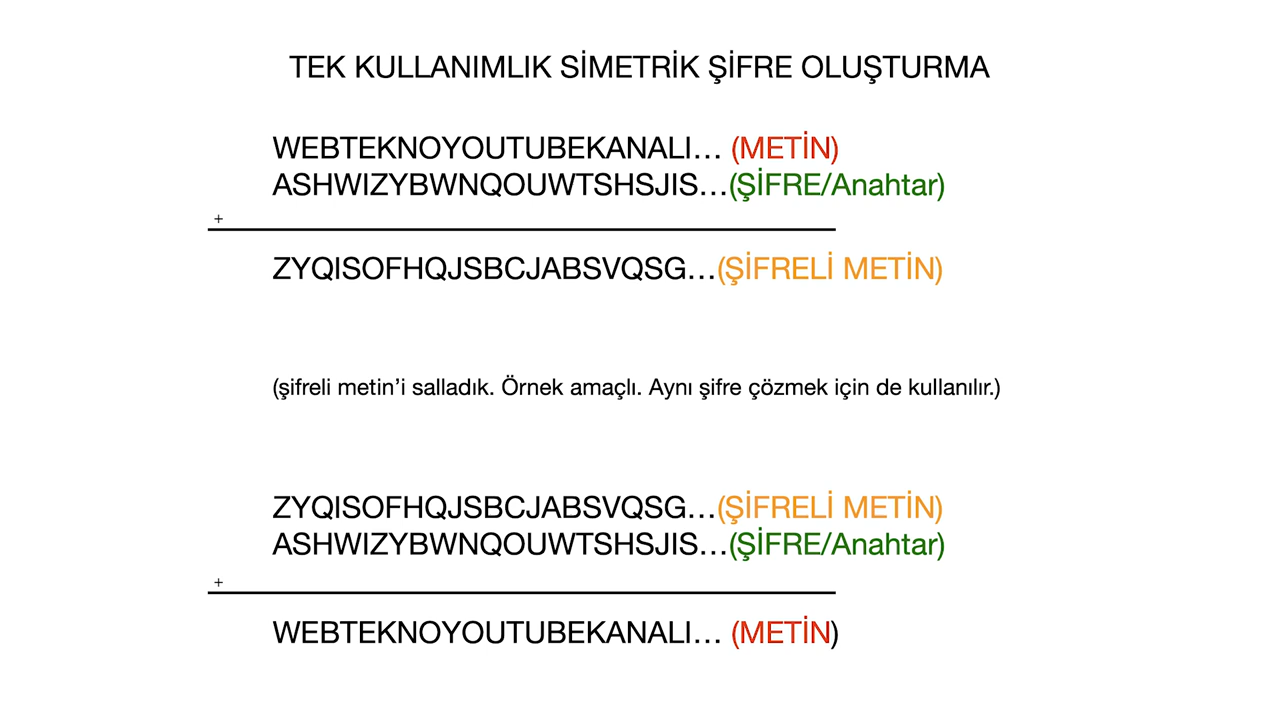 TEK KULLANIMLIK SİMETRİK ŞİFRE OLUŞTURMA
WEBTEKNOYOUTUBEKANALI… (METİN)
ASHWIZYBWNQOUWTSHSJIS…(ŞİFRE/Anahtar)
+
ZYQISOFHQJSBCJABSVQSG…(ŞİFRELİ METİN)
(şifreli metin’i salladık. Örnek amaçlı. Aynı şifre çözmek için de kullanılır.)
ZYQISOFHQJSBCJABSVQSG…(ŞİFRELİ METİN)
ASHWIZYBWNQOUWTSHSJIS…(ŞİFRE/Anahtar)
+
WEBTEKNOYOUTUBEKANALI… (METİN)